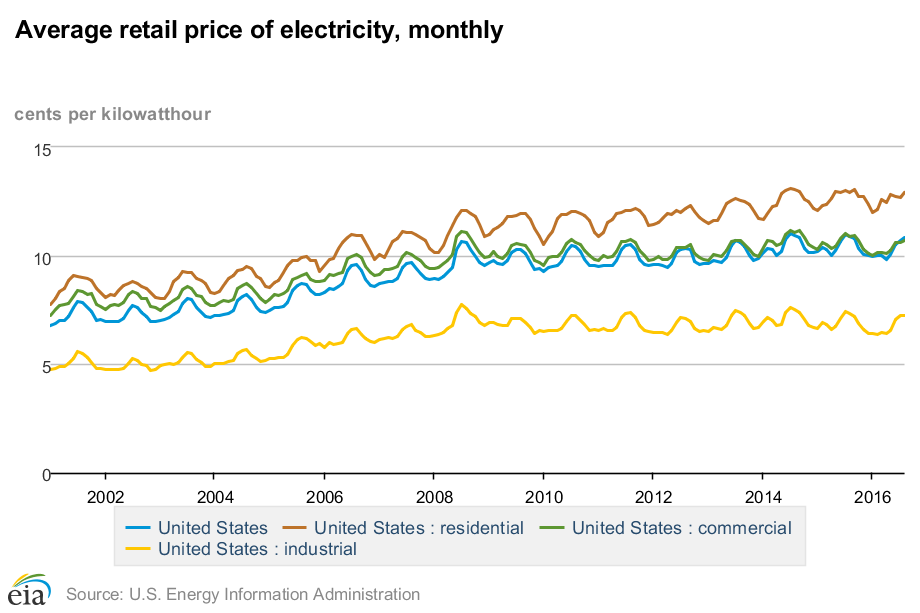 Average retail price of electricity, monthly
cents per kilowatthour
15
10
5
0
2002 2004 2006 2008 2010 2012 2014 2016
United States United States : residential United States : commercial
United States : industrial
eia Source: U.S. Energy Information Administration